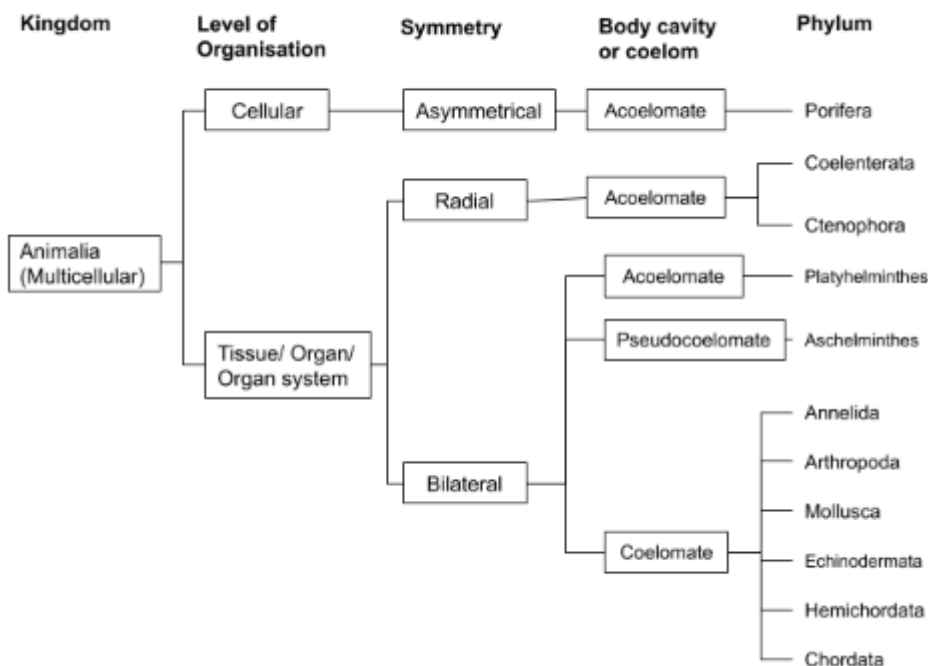 Kingdom
Level of
Organisation
Symmetry
Body cavity
or coelom
Phylum
Cellular
Asymmetrical
Acoelomate
Porifera
Radial
Acoelomate
Coelenterata
Ctenophora
Animalia
(Multicellular)
Acoelomate
Platyhelminthes
Pseudocoelomate
Aschelminthes
Tissue/ Organ/
Organ system
Bilateral
Coelomate
Annelida
Arthropoda
Mollusca
Echinodermata
Hemichordata
Chordata